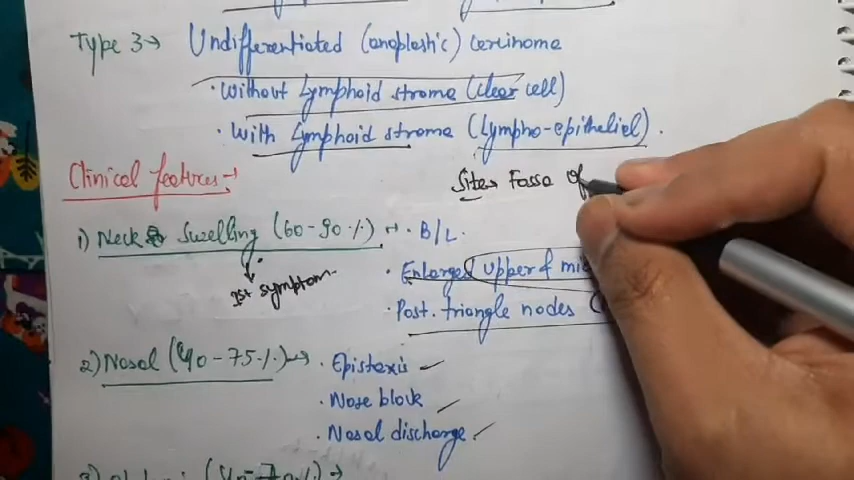 Type 3→ Undifferentiated (anaplastic) carcinoma
· Without Lymphoid stroma (clear cell)
· With Lymphoid stroma (Lympho-epithelial).
Clinical features→
Site→ Fossa of
1) Neck Swelling (60-90%) → · B/L.
1st symptom.
· Enlarged (upper & mi
· Post. triangle nodes (
2) Nasal (40-75%)→ · Epistaxis
· Nose block
· Nasal discharge